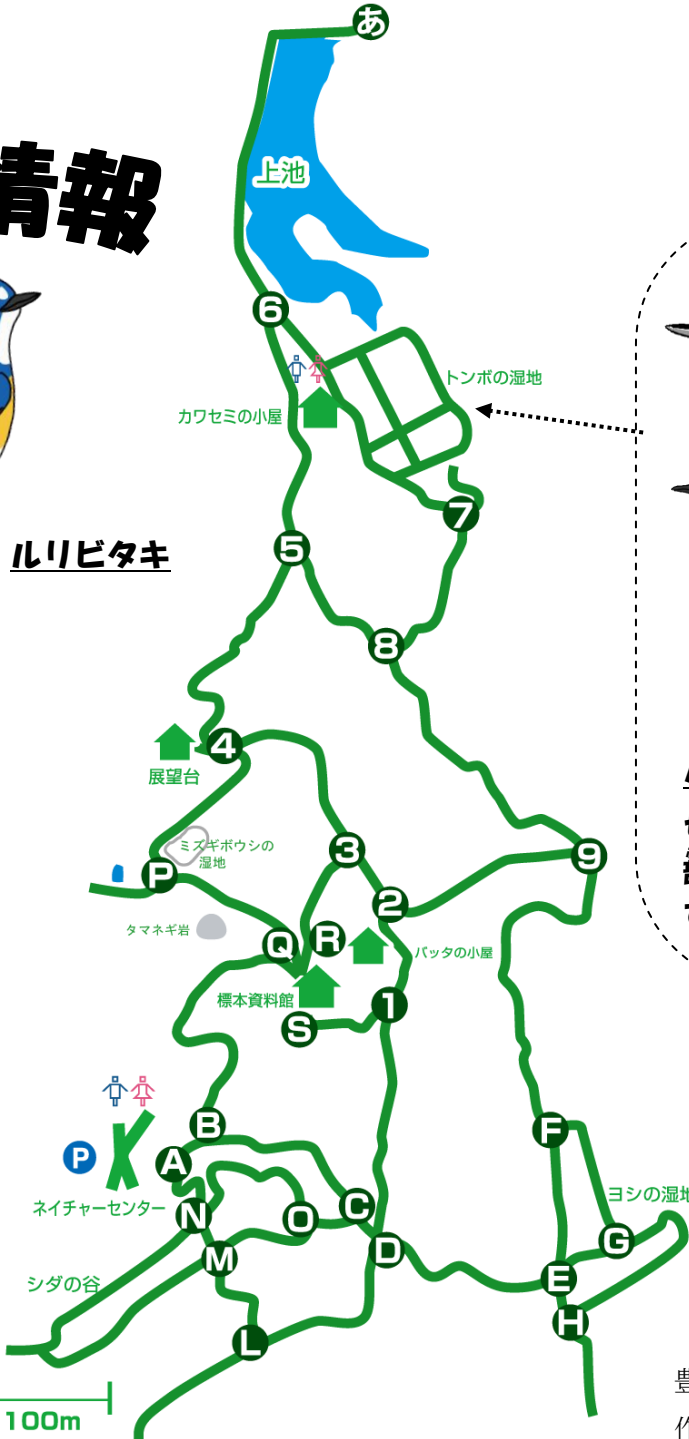 あ
情報
上池
6
トンボの湿地
カワセミの小屋
7
ルリビタキ
5
8
4
展望台
3
ミズギボウシの
湿地
9
P
2
タマネギ岩
Q
R
バッタの小屋
標本資料館
1
S
B
F
P
A
ネイチャーセンター
ヨシの湿地
N
O
C
G
M
D
シダの谷
E
H
L
100m
豊
作